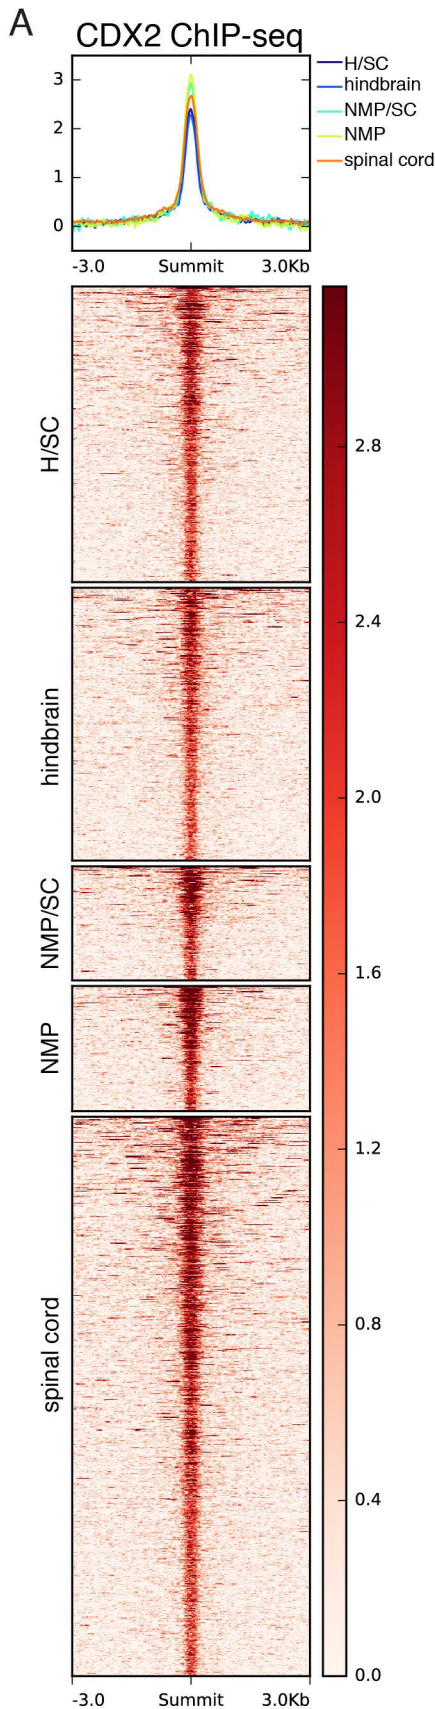 A
CDX2 ChIP-seq
H/SC
hindbrain
NMP/SC
NMP
spinal cord
3
2
1
0
-3.0 Summit 3.0Kb
H/SC
hindbrain
NMP/SC
NMP
spinal cord
2.8
2.4
2.0
1.6
1.2
0.8
0.4
0.0
-3.0 Summit 3.0Kb